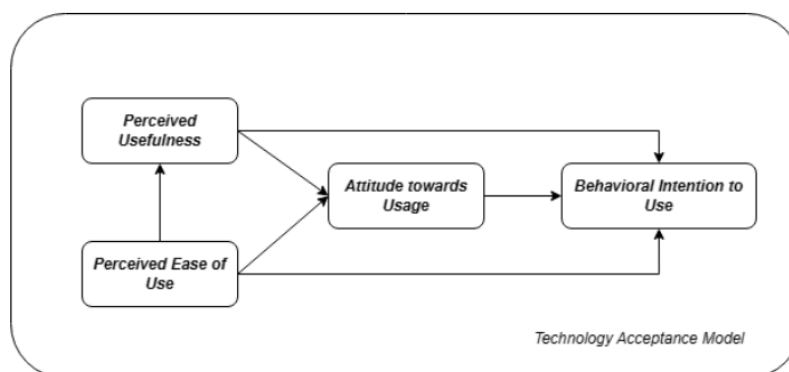 Perceived
Usefulness
Attitude towards
Usage
Behavioral Intention to
Use
Perceived Ease of
Use
Technology Acceptance Model